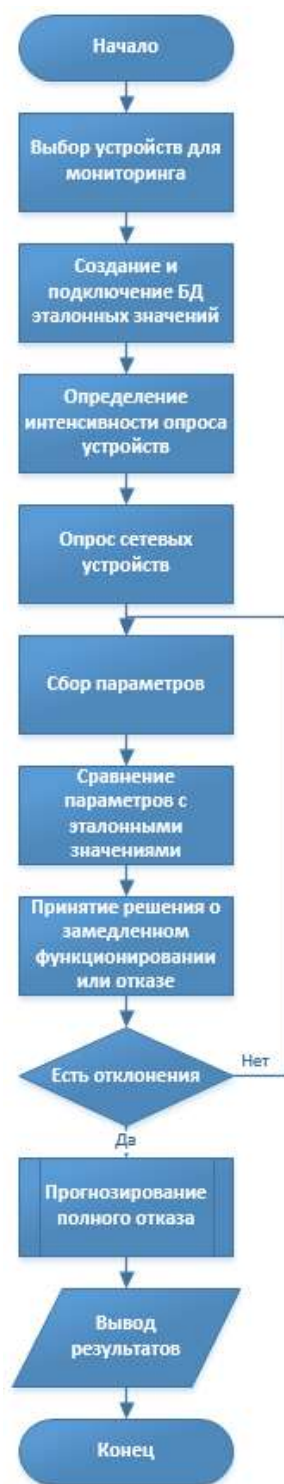 Начало
Выбор устройств для
мониторинга
Создание и
подключение БД
эталонных значений
Определение
интенсивности опроса
устройств
Опрос сетевых
устройств
Сбор параметров
Сравнение
параметров с
эталонными
значениями
Принятие решения о
замедленном
функционировании
или отказе
Есть отклонения
Нет
Да
Прогнозирование
полного отказа
Вывод
результатов
Конец